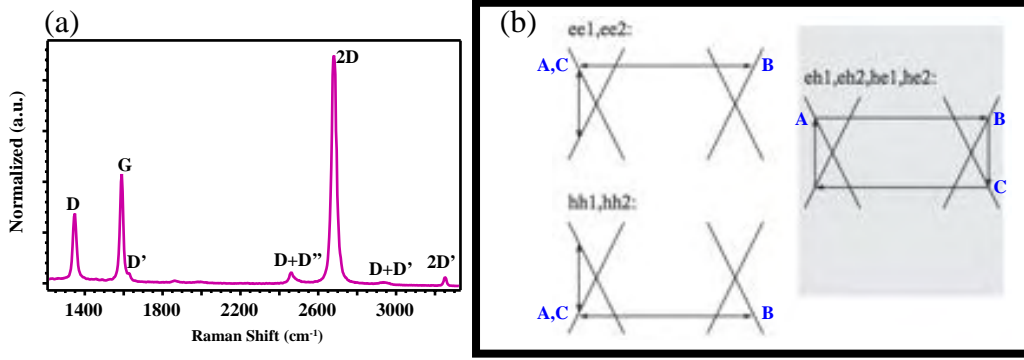 (a)
2D
G
D
D’
D+D”
D+D’
2D’
1400
1800
2200
2600
3000
Raman Shift (cm-1)
Normalized (a.u.)
(b)
ee1,ee2:
A,C
B
hh1,hh2:
A,C
B
eh1,eh2,he1,he2:
A
B
C